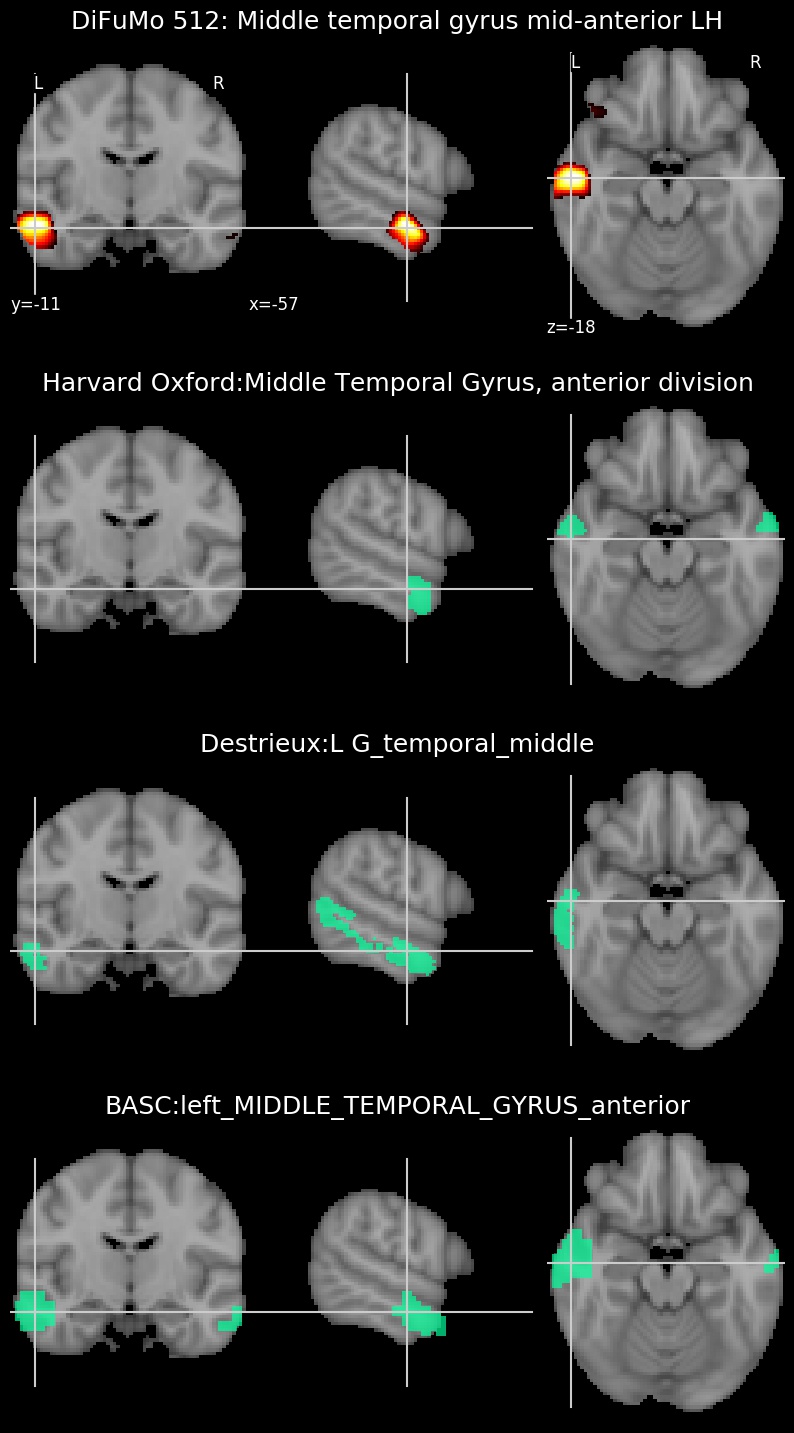 DiFuMo 512: Middle temporal gyrus mid-anterior LH
L R L R
y=-11 x=-57 z=-18
Harvard Oxford:Middle Temporal Gyrus, anterior division
Destrieux:L G_temporal_middle
BASC:left_MIDDLE_TEMPORAL_GYRUS_anterior